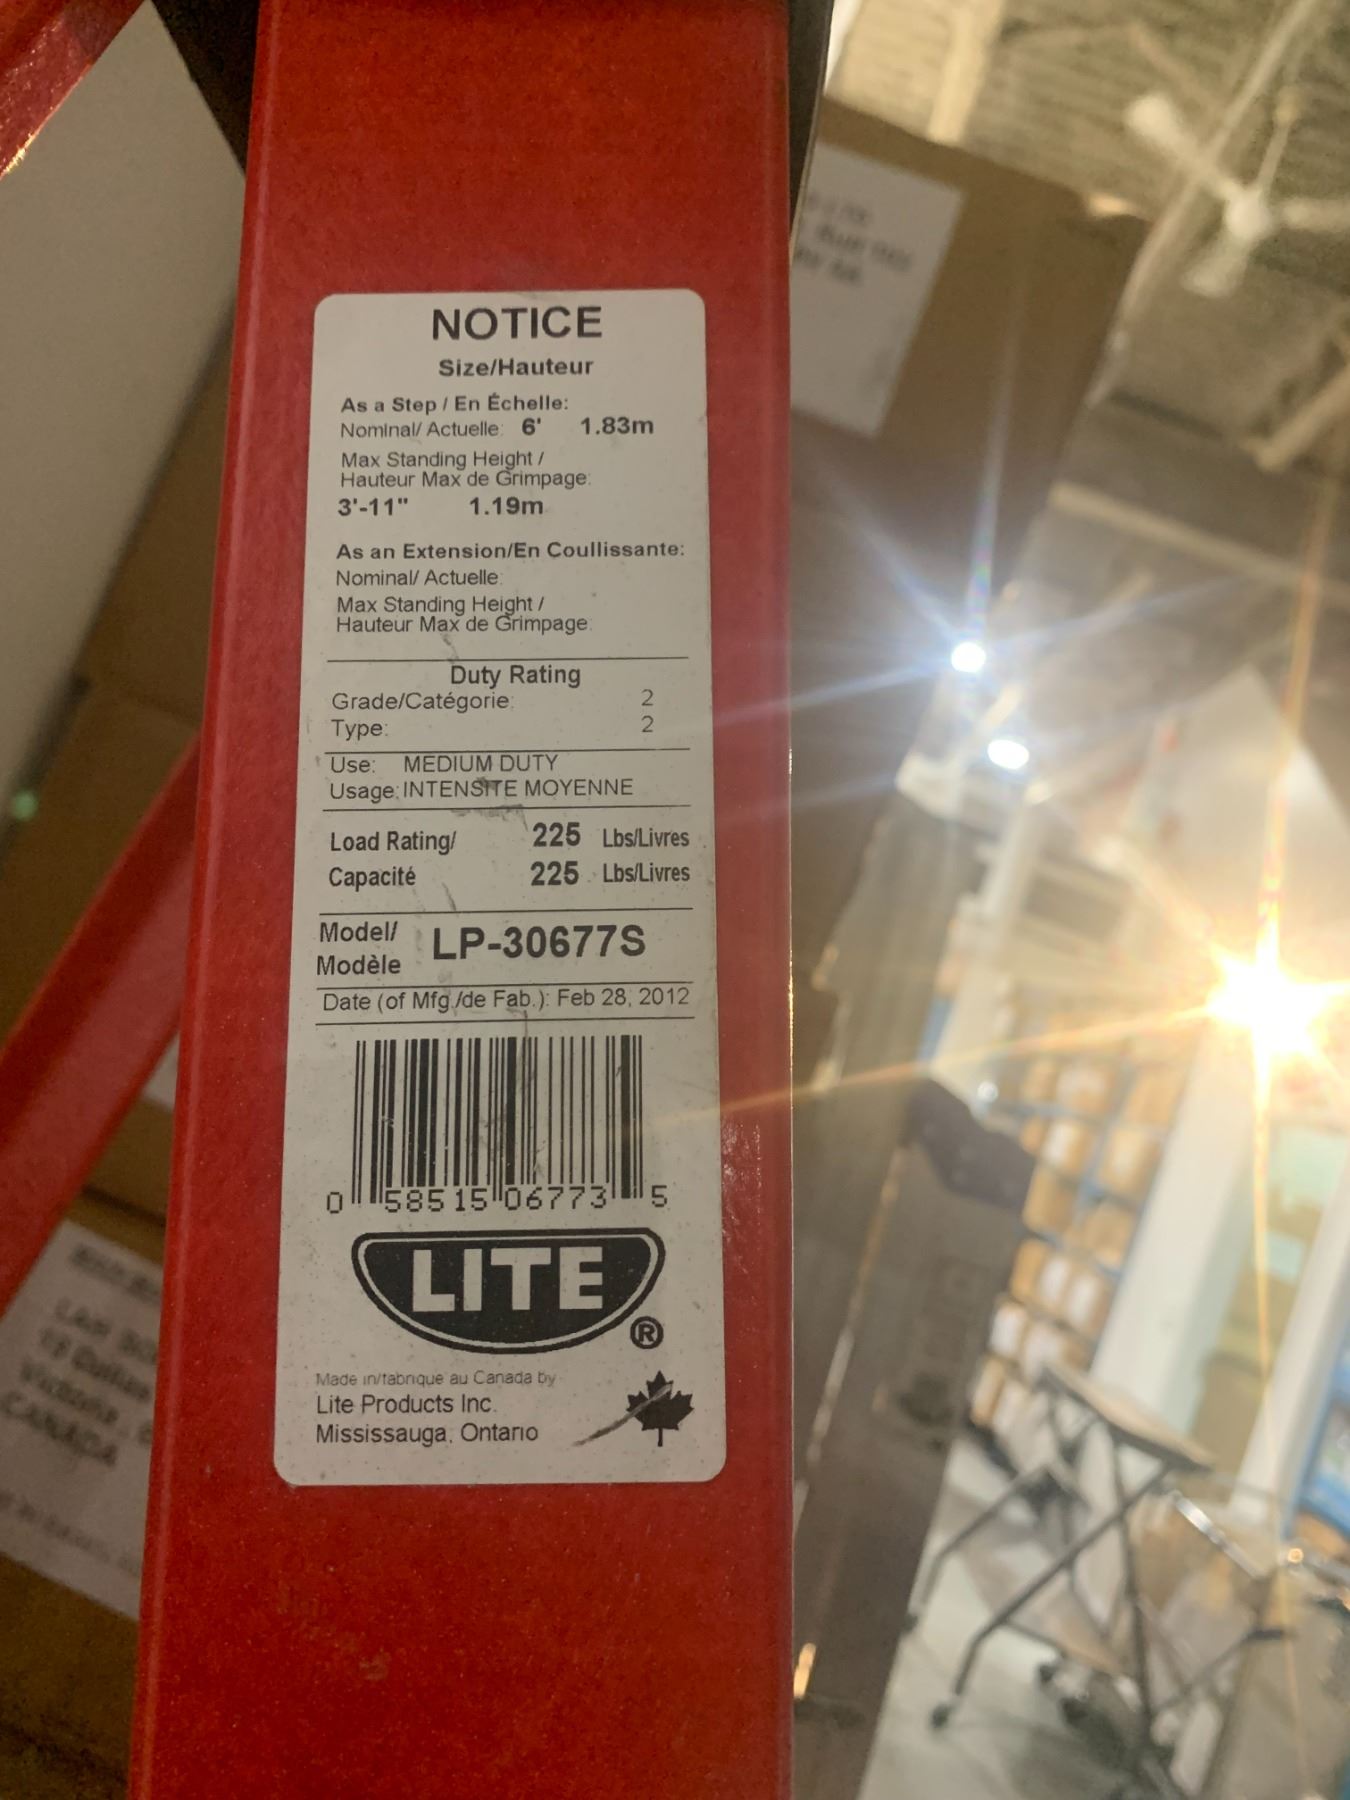 NOTICE
Size/Hauteur
As a Step / En Échelle:
Nominal/ Actuelle: 6' 1.83m
Max Standing Height /
Hauteur Max de Grimpage:
3'-11" 1.19m
As an Extension/En Coullissante:
Nominal/ Actuelle:
Max Standing Height /
Hauteur Max de Grimpage:
Duty Rating
Grade/Catégorie: 2
Type: 2
Use: MEDIUM DUTY
Usage: INTENSITE MOYENNE
Load Rating/ 225 Lbs/Livres
Capacité 225 Lbs/Livres
Model/
Modèle LP-30677S
Date (of Mfg./de Fab.): Feb 28, 2012
0 58515 06773 5
LITE®
Made in/fabrique au Canada by
Lite Products Inc.
Mississauga, Ontario
CANADA